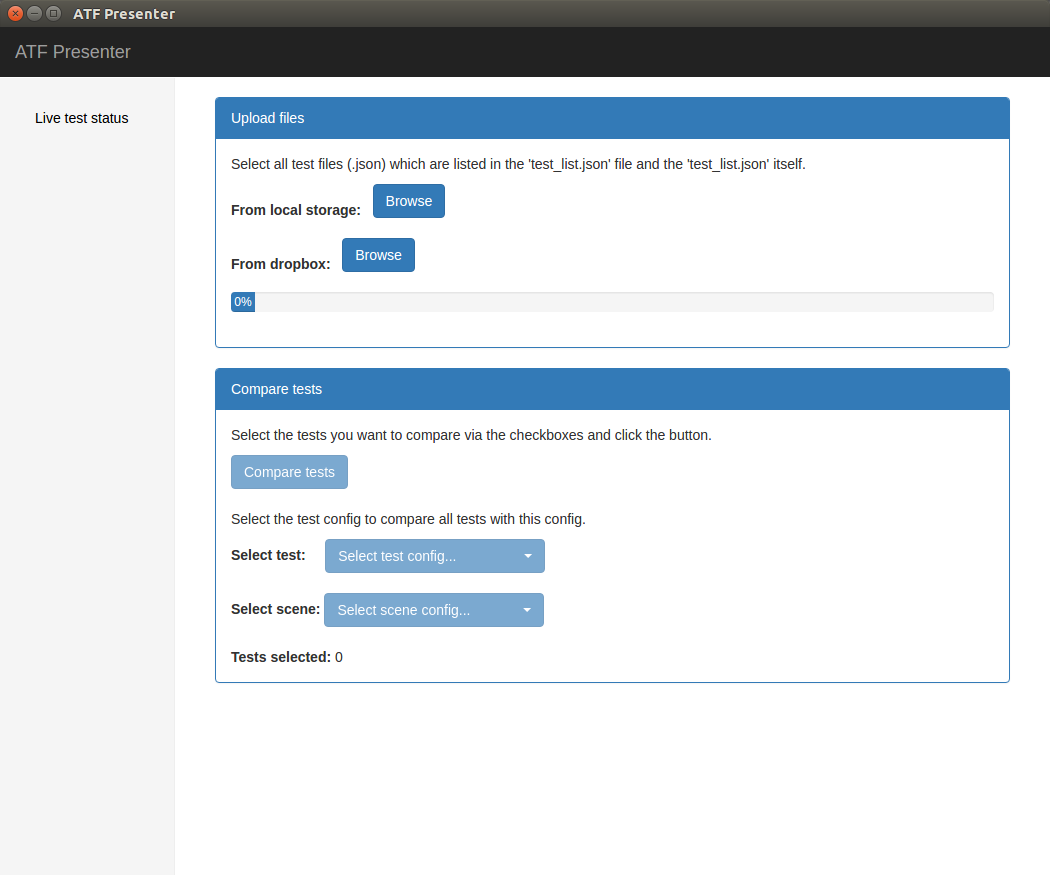 ATF Presenter
ATF Presenter
Live test status
Upload files
Select all test files (.json) which are listed in the 'test_list.json' file and the 'test_list.json' itself.
From local storage: Browse
From dropbox: Browse
0%
Compare tests
Select the tests you want to compare via the checkboxes and click the button.
Compare tests
Select the test config to compare all tests with this config.
Select test: Select test config...
Select scene: Select scene config...
Tests selected: 0